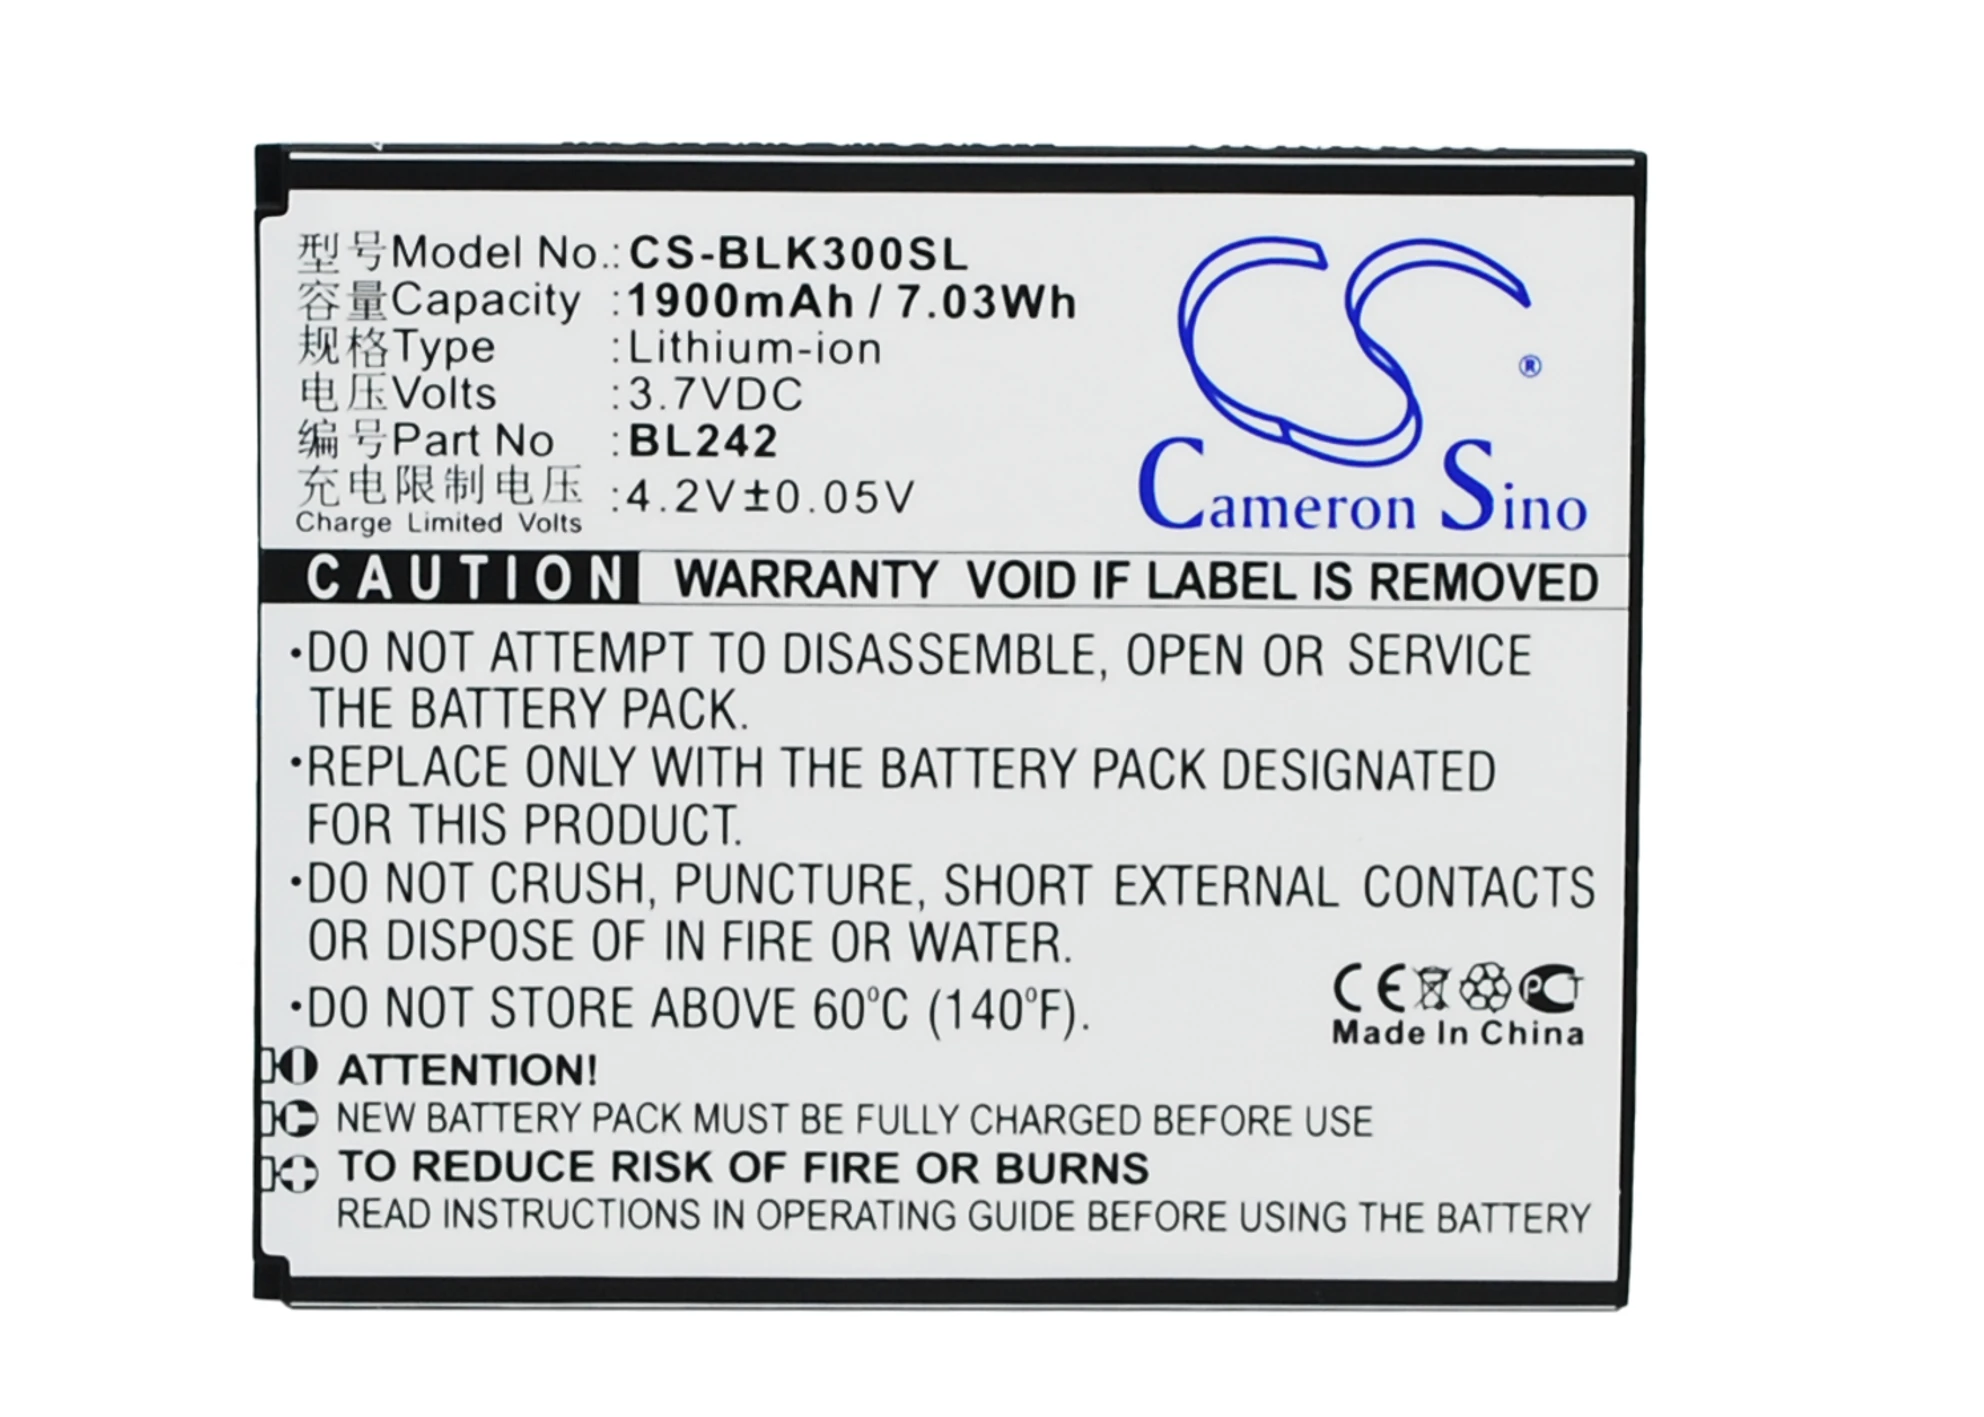 型号Model No.:CS-BLK300SL
容量Capacity :1900mAh / 7.03Wh
规格Type :Lithium-ion
电压Volts :3.7VDC
编号Part No :BL242
充电限制电压 :4.2V±0.05V
Charge Limited Volts
CS
®
Cameron Sino
CAUTION WARRANTY VOID IF LABEL IS REMOVED
·DO NOT ATTEMPT TO DISASSEMBLE, OPEN OR SERVICE
THE BATTERY PACK.
·REPLACE ONLY WITH THE BATTERY PACK DESIGNATED
FOR THIS PRODUCT.
·DO NOT CRUSH, PUNCTURE, SHORT EXTERNAL CONTACTS
OR DISPOSE OF IN FIRE OR WATER.
·DO NOT STORE ABOVE 60°C (140°F).
CE PCT
Made In China
ATTENTION!
C NEW BATTERY PACK MUST BE FULLY CHARGED BEFORE USE
+ TO REDUCE RISK OF FIRE OR BURNS
READ INSTRUCTIONS IN OPERATING GUIDE BEFORE USING THE BATTERY